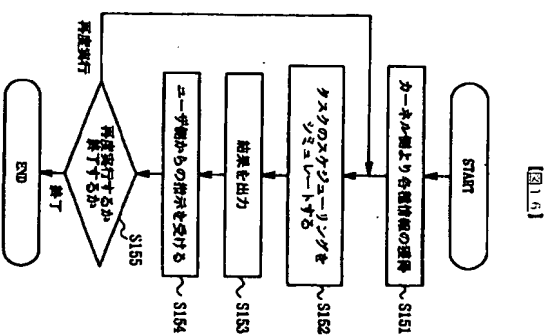 【図16】
START
カーネル側より各種情報の獲得
S151
タスクのスケジューリングを
シミュレートする
S152
結果を出力
S153
ユーザ側からの指示を受ける
S154
再度実行するか
終了するか
S155
再度実行
終了
END